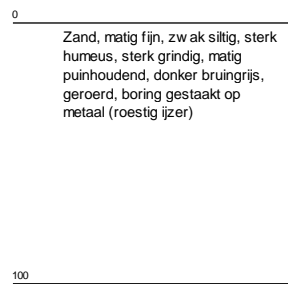 0
Zand, matig fijn, zwak siltig, sterk
humeus, sterk grindig, matig
puinhoudend, donker bruingrijs,
geroerd, boring gestaakt op
metaal (roestig ijzer)
100